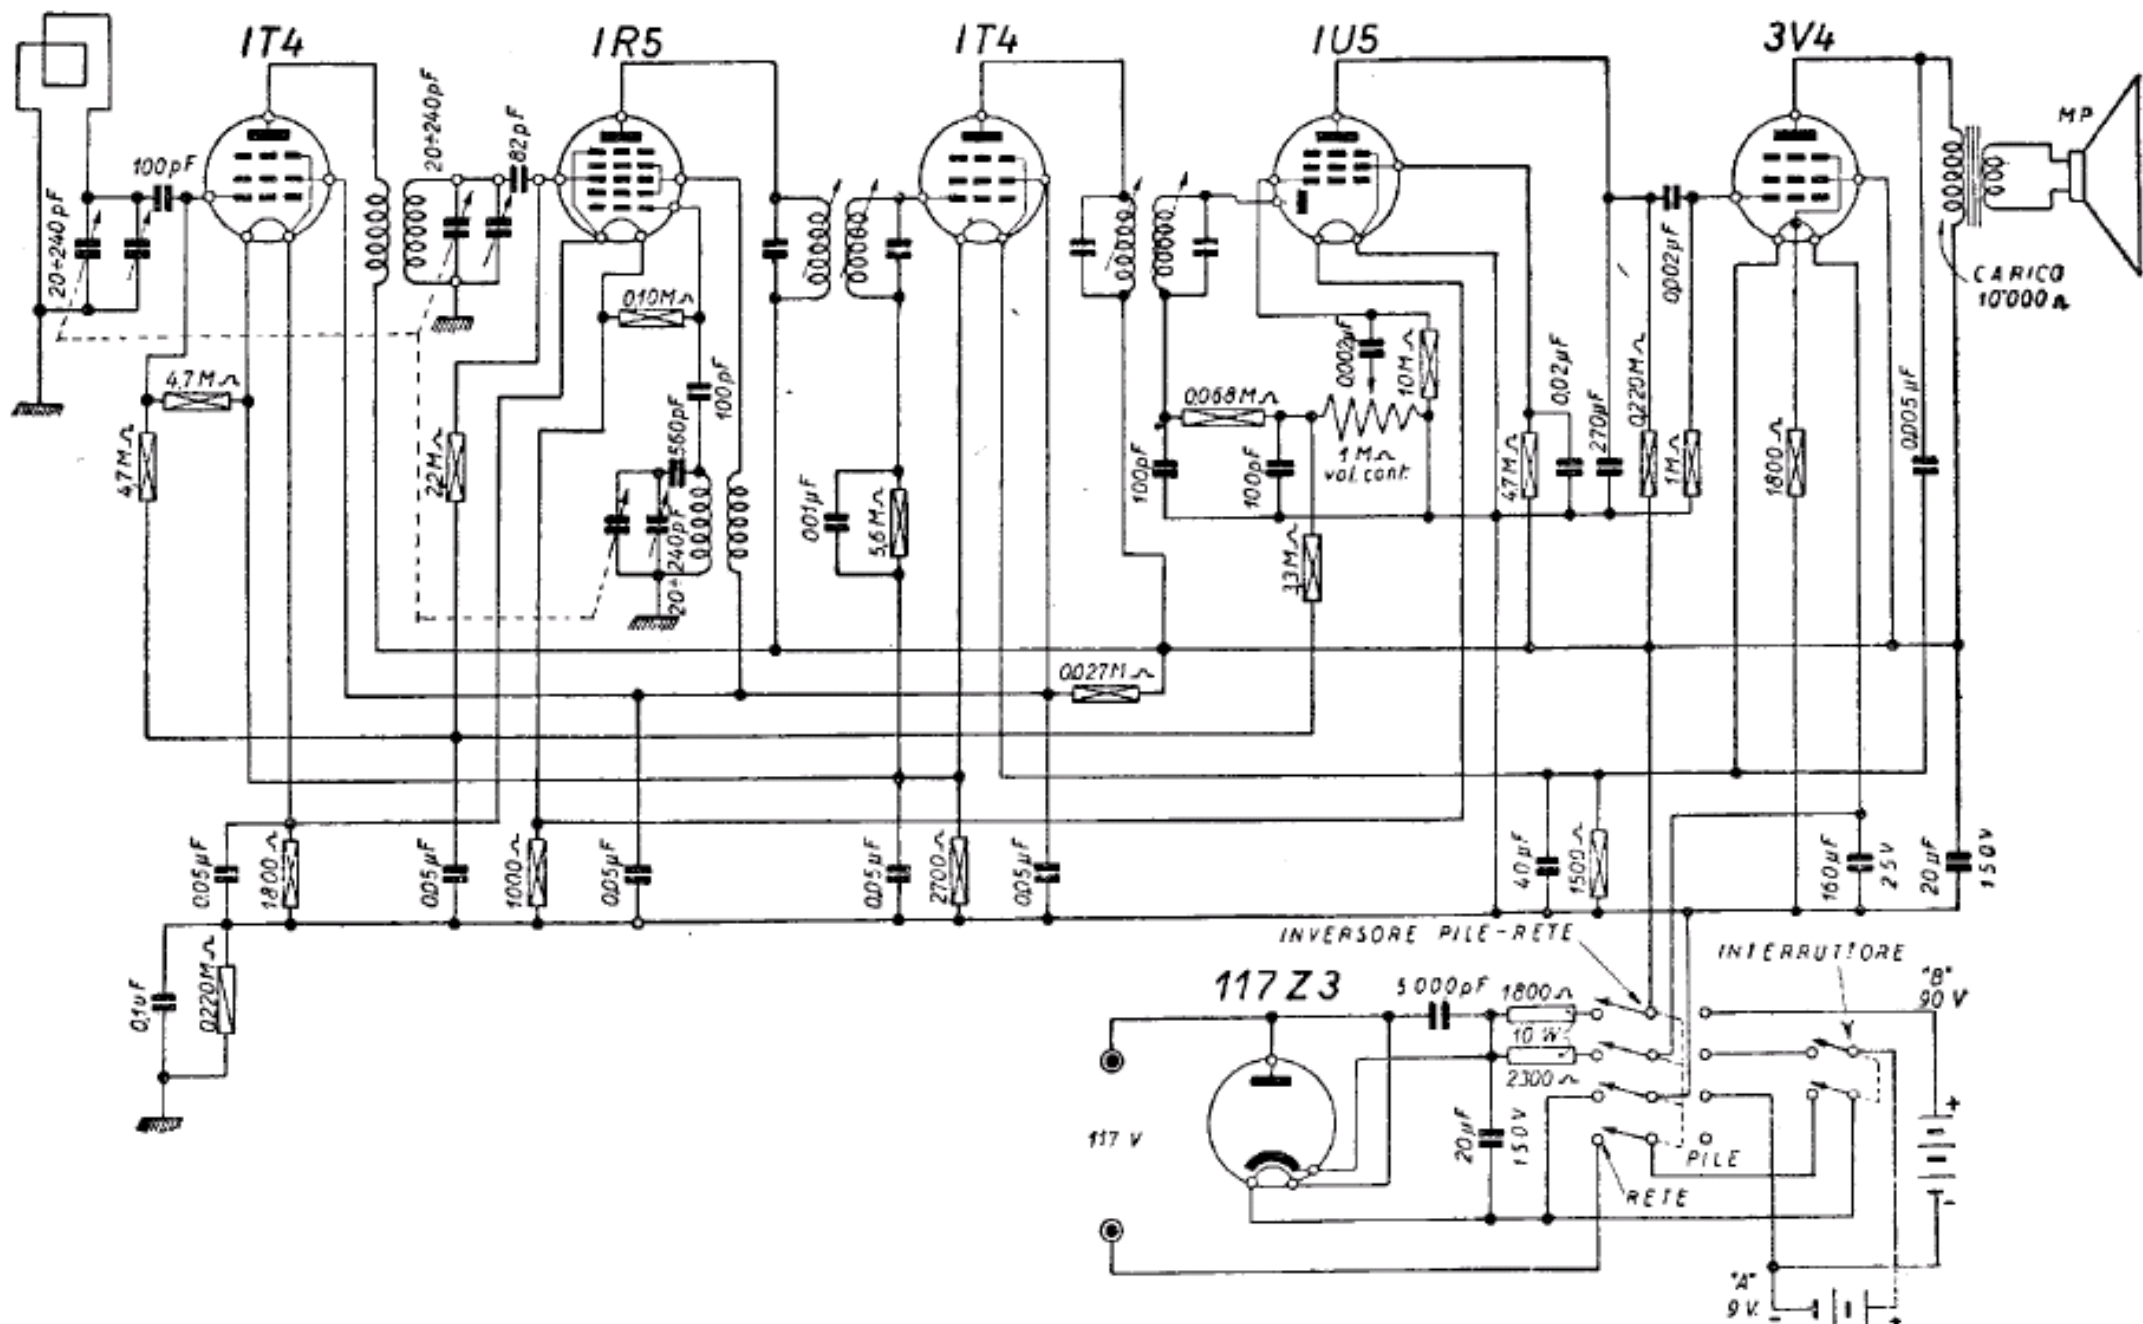 1T4
1R5
1T4
1U5
3V4
MP
100pF
20÷240pF
20÷240pF
82pF
CARICO
10'000 Ω
0,10MΩ
4,7MΩ
4,7MΩ
2,2MΩ
100pF
560pF
20÷240pF
0,01µF
5,6MΩ
0,002µF
10MΩ
0,068MΩ
1MΩ
vol. cont.
100pF
100pF
3,3MΩ
4,7MΩ
0,02µF
270µF
0,220MΩ
0,002µF
1MΩ
1800Ω
0,005µF
0,027MΩ
0,05µF
1800Ω
0,05µF
1000Ω
0,05µF
0,05µF
2700Ω
0,05µF
40µF
1500Ω
160µF
25V
20µF
150V
0,1µF
0,220MΩ
INVERSORE PILE-RETE
INTERRUTTORE
117Z3
5000pF
1800Ω
10 W
2300Ω
"B"
90 V
117 V
20µF
150V
PILE
RETE
+
-
"A"
9V.
-
+